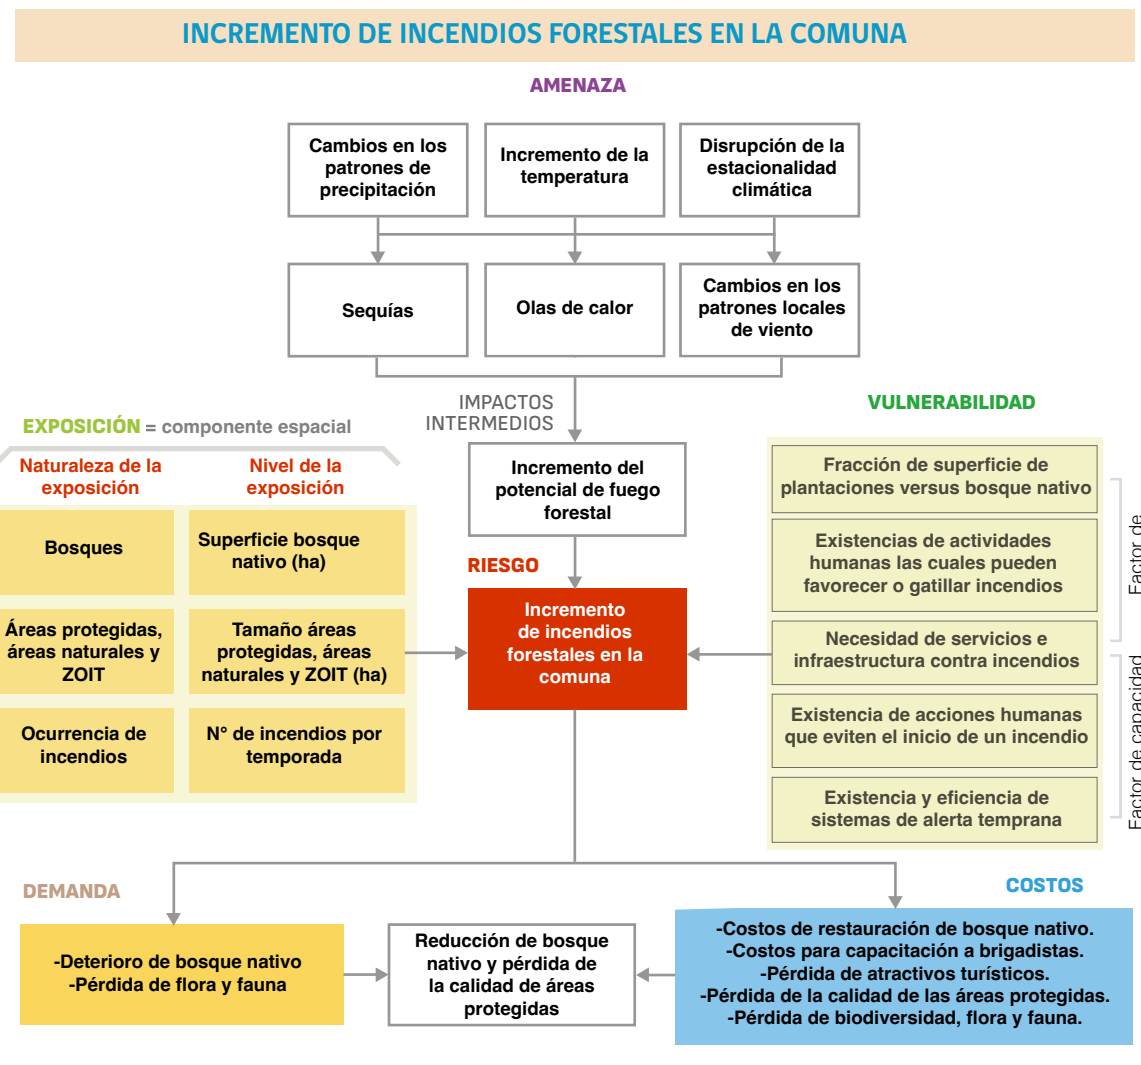 INCREMENTO DE INCENDIOS FORESTALES EN LA COMUNA
AMENAZA
Cambios en los
patrones de
precipitación
Incremento de la
temperatura
Disrupción de la
estacionalidad
climática
Sequías
Olas de calor
Cambios en los
patrones locales
de viento
IMPACTOS
INTERMEDIOS
Incremento del
potencial de fuego
forestal
EXPOSICIÓN = componente espacial
Naturaleza de la
exposición
Nivel de la
exposición
Bosques
Superficie bosque
nativo (ha)
Áreas protegidas,
áreas naturales y
ZOIT
Tamaño áreas
protegidas, áreas
naturales y ZOIT (ha)
Ocurrencia de
incendios
N° de incendios por
temporada
RIESGO
Incremento
de incendios
forestales en la
comuna
VULNERABILIDAD
Fracción de superficie de
plantaciones versus bosque nativo
Existencias de actividades
humanas las cuales pueden
favorecer o gatillar incendios
Necesidad de servicios e
infraestructura contra incendios
Existencia de acciones humanas
que eviten el inicio de un incendio
Existencia y eficiencia de
sistemas de alerta temprana
Factor de
Factor de capacidad
DEMANDA
-Deterioro de bosque nativo
-Pérdida de flora y fauna
Reducción de bosque
nativo y pérdida de
la calidad de áreas
protegidas
COSTOS
-Costos de restauración de bosque nativo.
-Costos para capacitación a brigadistas.
-Pérdida de atractivos turísticos.
-Pérdida de la calidad de las áreas protegidas.
-Pérdida de biodiversidad, flora y fauna.